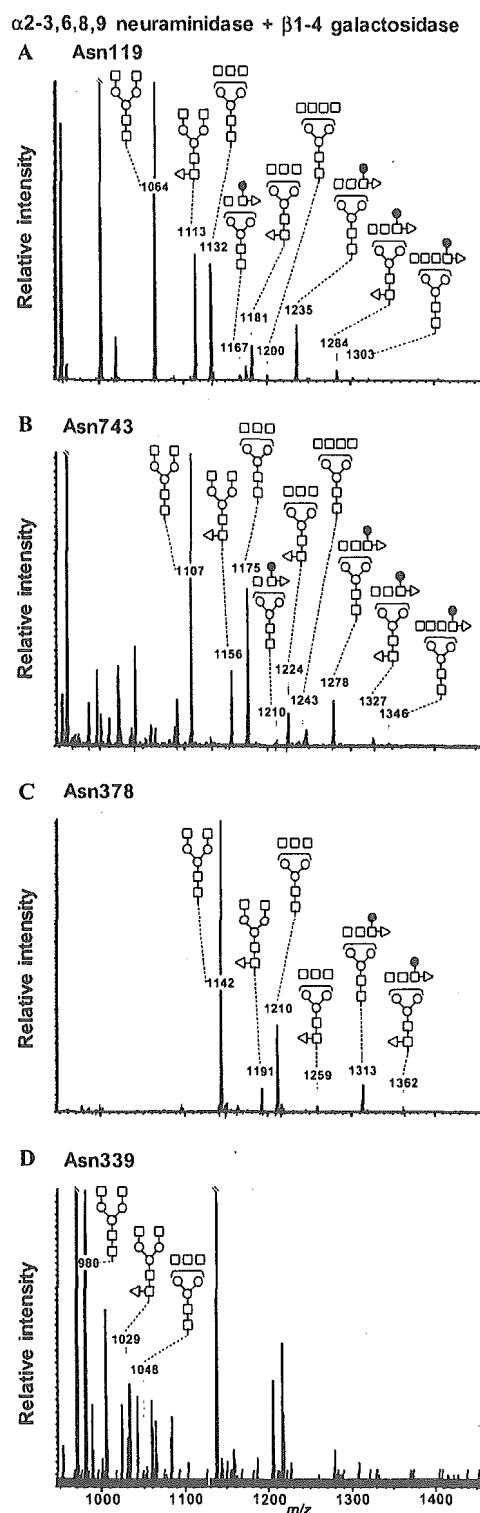 α2-3,6,8,9 neuraminidase + β1-4 galactosidase
A Asn119
Relative intensity
1064
1113
1132
1167
1181
1200
1235
1284
1303
B Asn743
Relative intensity
1107
1156
1175
1210
1224
1243
1278
1327
1346
C Asn378
Relative intensity
1142
1191
1210
1259
1313
1362
D Asn339
Relative intensity
980
1029
1048
1000 1100 1200 1300 1400
m/z